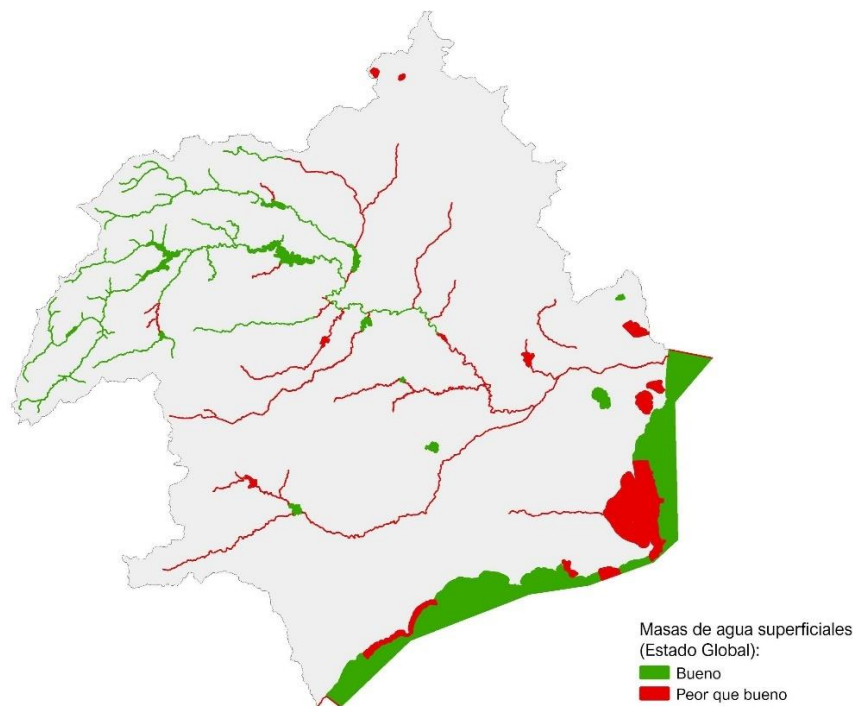 Masas de agua superficiales
(Estado Global):
Bueno
Peor que bueno